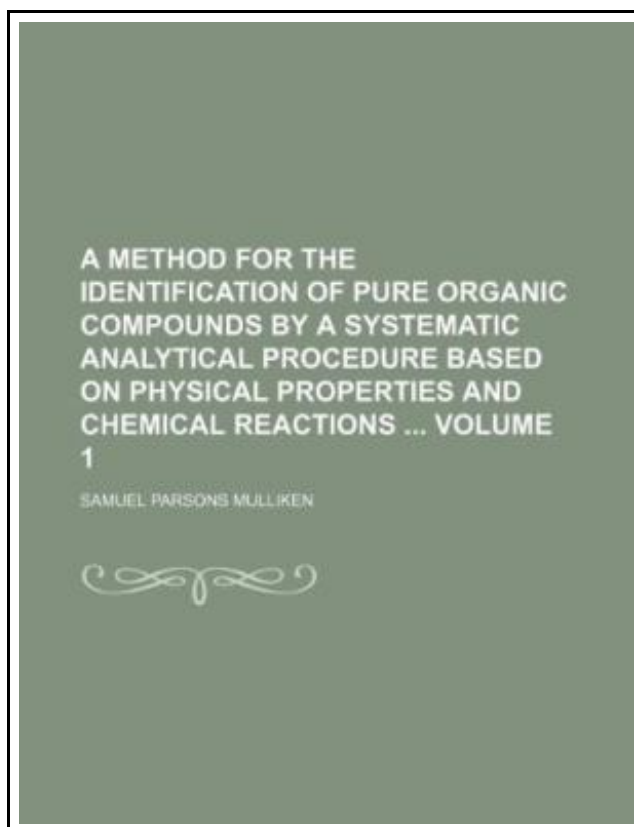 A METHOD FOR THE
IDENTIFICATION OF PURE ORGANIC
COMPOUNDS BY A SYSTEMATIC
ANALYTICAL PROCEDURE BASED
ON PHYSICAL PROPERTIES AND
CHEMICAL REACTIONS ... VOLUME
1
SAMUEL PARSONS MULLIKEN